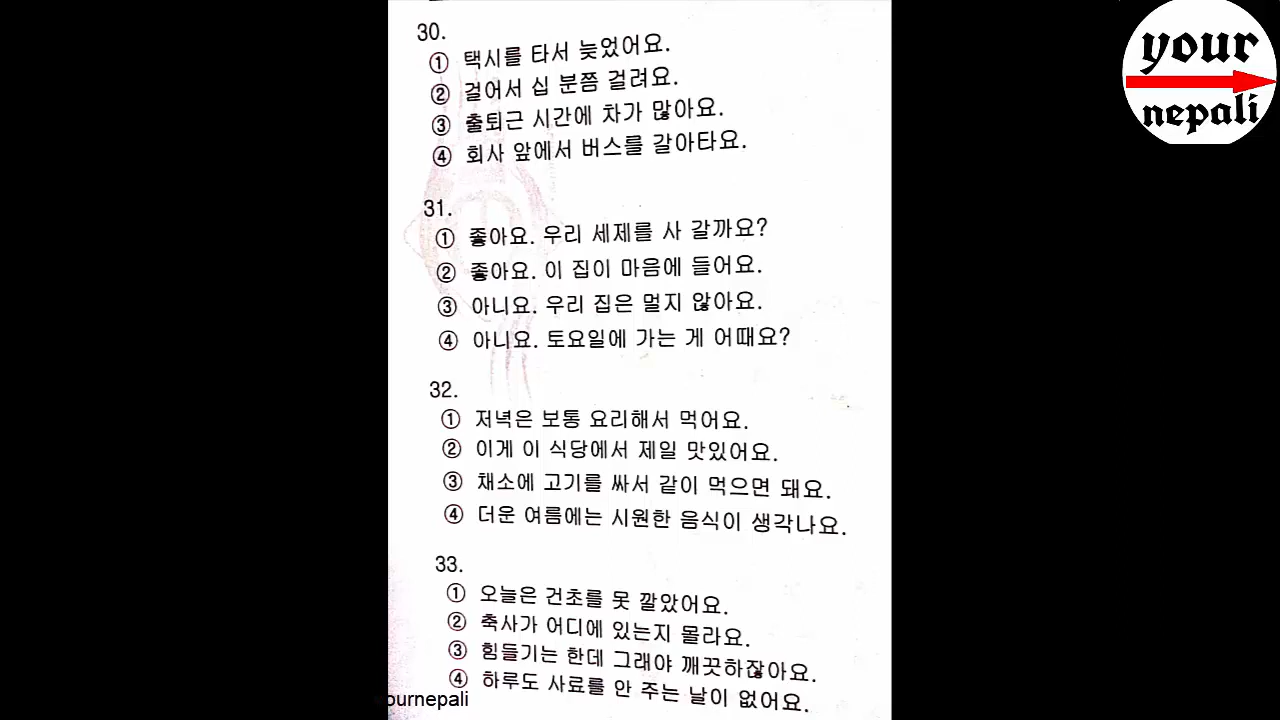 30.
① 택시를 타서 늦었어요.
② 걸어서 십 분쯤 걸려요.
③ 출퇴근 시간에 차가 많아요.
④ 회사 앞에서 버스를 갈아타요.
31.
① 좋아요. 우리 세제를 사 갈까요?
② 좋아요. 이 집이 마음에 들어요.
③ 아니요. 우리 집은 멀지 않아요.
④ 아니요. 토요일에 가는 게 어때요?
32.
① 저녁은 보통 요리해서 먹어요.
② 이게 이 식당에서 제일 맛있어요.
③ 채소에 고기를 싸서 같이 먹으면 돼요.
④ 더운 여름에는 시원한 음식이 생각나요.
33.
① 오늘은 건초를 못 깔았어요.
② 축사가 어디에 있는지 몰라요.
③ 힘들기는 한데 그래야 깨끗하잖아요.
④ 하루도 사료를 안 주는 날이 없어요.
your
nepali
ournepali